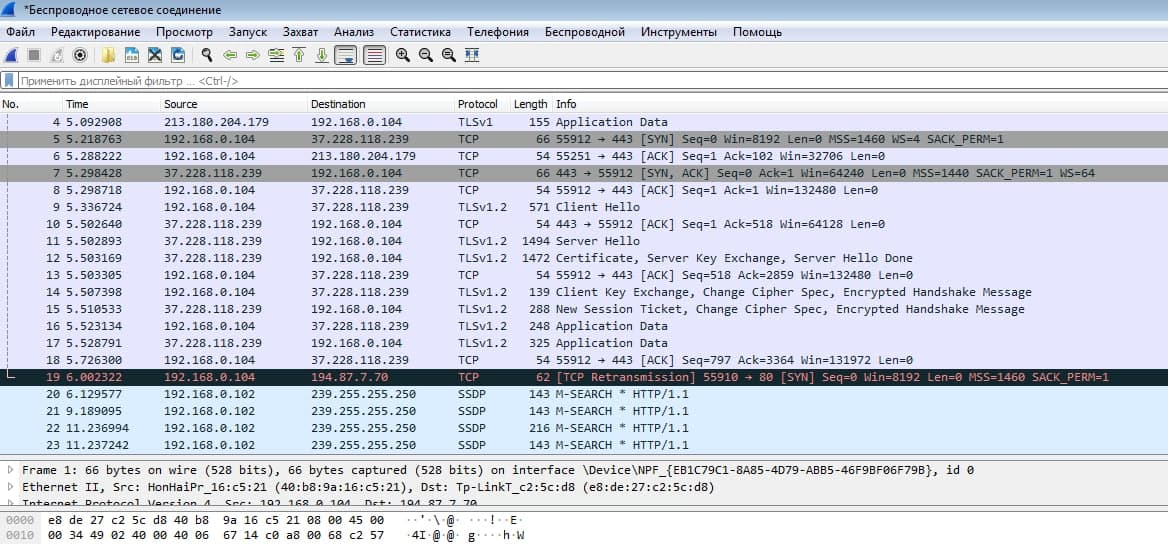 *Беспроводное сетевое соединение
Файл Редактирование Просмотр Запуск Захват Анализ Статистика Телефония Беспроводной Инструменты Помощь
Применить дисплейный фильтр ... <Ctrl-/>
No. Time Source Destination Protocol Length Info
4 5.092908 213.180.204.179 192.168.0.104 TLSv1 155 Application Data
5 5.218763 192.168.0.104 37.228.118.239 TCP 66 55912 → 443 [SYN] Seq=0 Win=8192 Len=0 MSS=1460 WS=4 SACK_PERM=1
6 5.288222 192.168.0.104 213.180.204.179 TCP 54 55251 → 443 [ACK] Seq=1 Ack=102 Win=32706 Len=0
7 5.298428 37.228.118.239 192.168.0.104 TCP 66 443 → 55912 [SYN, ACK] Seq=0 Ack=1 Win=64240 Len=0 MSS=1440 SACK_PERM=1 WS=64
8 5.298718 192.168.0.104 37.228.118.239 TCP 54 55912 → 443 [ACK] Seq=1 Ack=1 Win=132480 Len=0
9 5.336724 192.168.0.104 37.228.118.239 TLSv1.2 571 Client Hello
10 5.502640 37.228.118.239 192.168.0.104 TCP 54 443 → 55912 [ACK] Seq=1 Ack=518 Win=64128 Len=0
11 5.502893 37.228.118.239 192.168.0.104 TLSv1.2 1494 Server Hello
12 5.503169 37.228.118.239 192.168.0.104 TLSv1.2 1472 Certificate, Server Key Exchange, Server Hello Done
13 5.503305 192.168.0.104 37.228.118.239 TCP 54 55912 → 443 [ACK] Seq=518 Ack=2859 Win=132480 Len=0
14 5.507398 192.168.0.104 37.228.118.239 TLSv1.2 139 Client Key Exchange, Change Cipher Spec, Encrypted Handshake Message
15 5.510533 37.228.118.239 192.168.0.104 TLSv1.2 288 New Session Ticket, Change Cipher Spec, Encrypted Handshake Message
16 5.523134 192.168.0.104 37.228.118.239 TLSv1.2 248 Application Data
17 5.528791 37.228.118.239 192.168.0.104 TLSv1.2 325 Application Data
18 5.726300 192.168.0.104 37.228.118.239 TCP 54 55912 → 443 [ACK] Seq=797 Ack=3364 Win=131972 Len=0
19 6.002322 192.168.0.104 194.87.7.70 TCP 62 [TCP Retransmission] 55910 → 80 [SYN] Seq=0 Win=8192 Len=0 MSS=1460 SACK_PERM=1
20 6.129577 192.168.0.102 239.255.255.250 SSDP 143 M-SEARCH * HTTP/1.1
21 9.189095 192.168.0.102 239.255.255.250 SSDP 143 M-SEARCH * HTTP/1.1
22 11.236994 192.168.0.102 239.255.255.250 SSDP 216 M-SEARCH * HTTP/1.1
23 11.237242 192.168.0.102 239.255.255.250 SSDP 143 M-SEARCH * HTTP/1.1
Frame 1: 66 bytes on wire (528 bits), 66 bytes captured (528 bits) on interface \Device\NPF_{EB1C79C1-8A85-4D79-ABB5-46F9BF06F79B}, id 0
Ethernet II, Src: HonHaiPr_16:c5:21 (40:b8:9a:16:c5:21), Dst: Tp-LinkT_c2:5c:d8 (e8:de:27:c2:5c:d8)
Internet Protocol Version 4, Src: 192.168.0.104, Dst: 194.87.7.70
0000 e8 de 27 c2 5c d8 40 b8 9a 16 c5 21 08 00 45 00 ··'·\·@· ···!··E·
0010 00 34 49 02 40 00 40 06 67 14 c0 a8 00 68 c2 57 ·4I·@·@· g····h·W